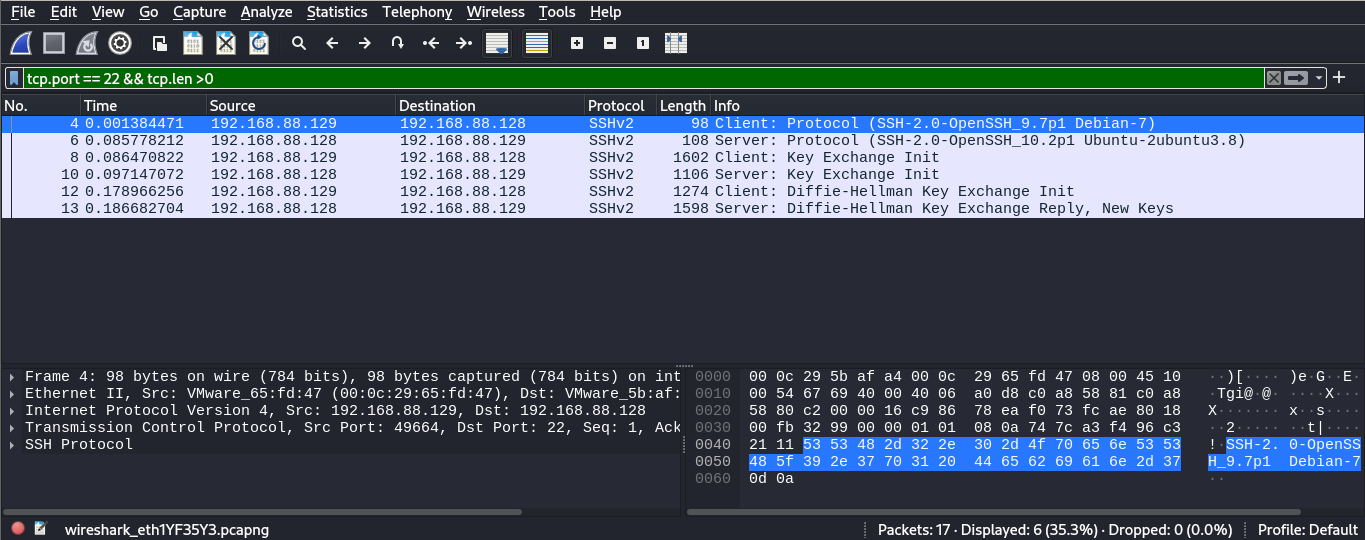 File Edit View Go Capture Analyze Statistics Telephony Wireless Tools Help
tcp.port == 22 && tcp.len >0
No. Time Source Destination Protocol Length Info
4 0.001384471 192.168.88.129 192.168.88.128 SSHv2 98 Client: Protocol (SSH-2.0-OpenSSH_9.7p1 Debian-7)
6 0.085778212 192.168.88.128 192.168.88.129 SSHv2 108 Server: Protocol (SSH-2.0-OpenSSH_10.2p1 Ubuntu-2ubuntu3.8)
8 0.086470822 192.168.88.129 192.168.88.128 SSHv2 1602 Client: Key Exchange Init
10 0.097147072 192.168.88.128 192.168.88.129 SSHv2 1106 Server: Key Exchange Init
12 0.178966256 192.168.88.129 192.168.88.128 SSHv2 1274 Client: Diffie-Hellman Key Exchange Init
13 0.186682704 192.168.88.128 192.168.88.129 SSHv2 1598 Server: Diffie-Hellman Key Exchange Reply, New Keys
Frame 4: 98 bytes on wire (784 bits), 98 bytes captured (784 bits) on int
Ethernet II, Src: VMware_65:fd:47 (00:0c:29:65:fd:47), Dst: VMware_5b:af:
Internet Protocol Version 4, Src: 192.168.88.129, Dst: 192.168.88.128
Transmission Control Protocol, Src Port: 49664, Dst Port: 22, Seq: 1, Ack
SSH Protocol
0000 00 0c 29 5b af a4 00 0c 29 65 fd 47 08 00 45 10 ··)[···· )e·G··E·
0010 00 54 67 69 40 00 40 06 a0 d8 c0 a8 58 81 c0 a8 ·Tgi@·@· ····X···
0020 58 80 c2 00 00 16 c9 86 78 ea f0 73 fc ae 80 18 X······· x··s····
0030 00 fb 32 99 00 00 01 01 08 0a 74 7c a3 f4 96 c3 ··2····· ··t|····
0040 21 11 53 53 48 2d 32 2e 30 2d 4f 70 65 6e 53 53 !·SSH-2. 0-OpenSS
0050 48 5f 39 2e 37 70 31 20 44 65 62 69 61 6e 2d 37 H_9.7p1 Debian-7
0060 0d 0a ··
wireshark_eth1YF35Y3.pcapng Packets: 17 · Displayed: 6 (35.3%) · Dropped: 0 (0.0%) Profile: Default